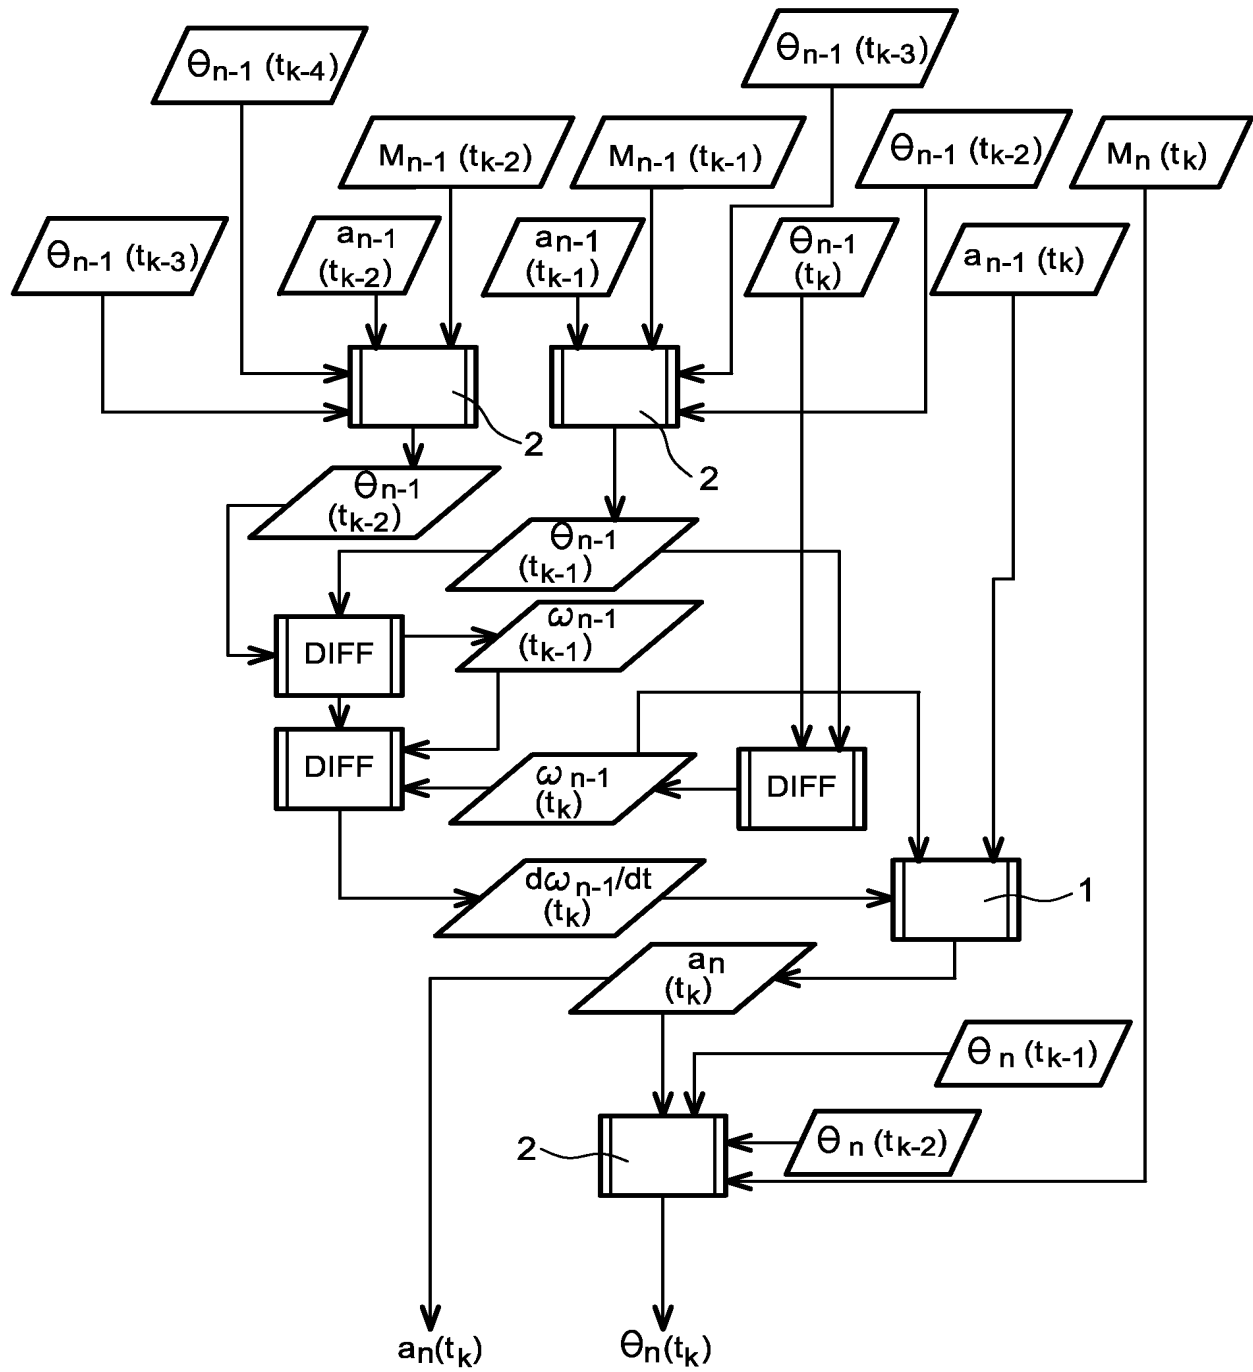 θn-1 (tk-4)
θn-1 (tk-3)
Mn-1 (tk-2)
Mn-1 (tk-1)
θn-1 (tk-2)
Mn (tk)
θn-1 (tk-3)
an-1
(tk-2)
an-1
(tk-1)
θn-1
(tk)
an-1 (tk)
2
2
θn-1
(tk-2)
θn-1
(tk-1)
ωn-1
(tk-1)
DIFF
DIFF
ωn-1
(tk)
DIFF
dωn-1/dt
(tk)
1
an
(tk)
θn (tk-1)
θn (tk-2)
2
an(tk)
θn(tk)